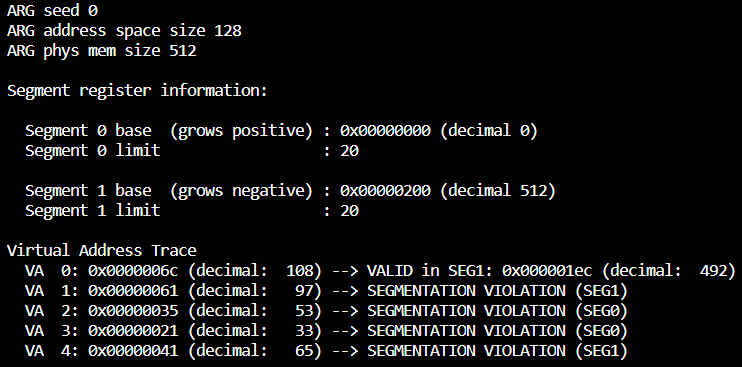 ARG seed 0
ARG address space size 128
ARG phys mem size 512

Segment register information:

  Segment 0 base  (grows positive) : 0x00000000 (decimal 0)
  Segment 0 limit                  : 20

  Segment 1 base  (grows negative) : 0x00000200 (decimal 512)
  Segment 1 limit                  : 20

Virtual Address Trace
  VA  0: 0x0000006c (decimal:  108) --> VALID in SEG1: 0x000001ec (decimal:  492)
  VA  1: 0x00000061 (decimal:   97) --> SEGMENTATION VIOLATION (SEG1)
  VA  2: 0x00000035 (decimal:   53) --> SEGMENTATION VIOLATION (SEG0)
  VA  3: 0x00000021 (decimal:   33) --> SEGMENTATION VIOLATION (SEG0)
  VA  4: 0x00000041 (decimal:   65) --> SEGMENTATION VIOLATION (SEG1)